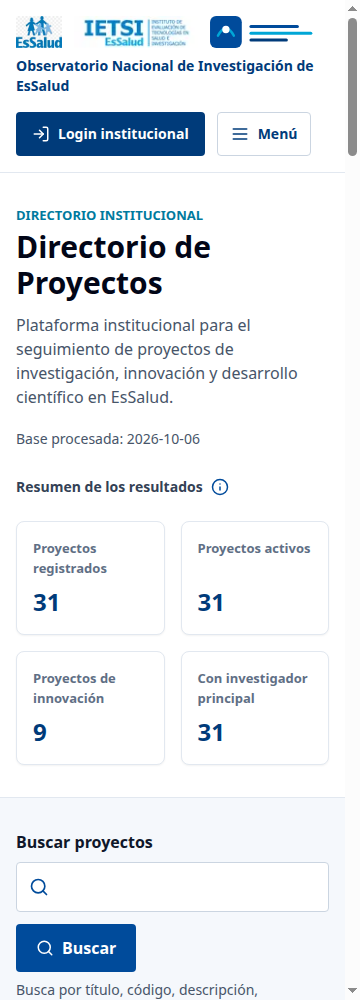 EsSalud
IETSI
EsSalud
INSTITUTO DE
EVALUACIÓN DE
TECNOLOGÍAS EN
SALUD E
INVESTIGACIÓN
Observatorio Nacional de Investigación de
EsSalud
Login institucional
Menú
DIRECTORIO INSTITUCIONAL
Directorio de
Proyectos
Plataforma institucional para el
seguimiento de proyectos de
investigación, innovación y desarrollo
científico en EsSalud.
Base procesada: 2026-10-06
Resumen de los resultados
Proyectos
registrados
31
Proyectos activos
31
Proyectos de
innovación
9
Con investigador
principal
31
Buscar proyectos
Buscar
Busca por título, código, descripción,